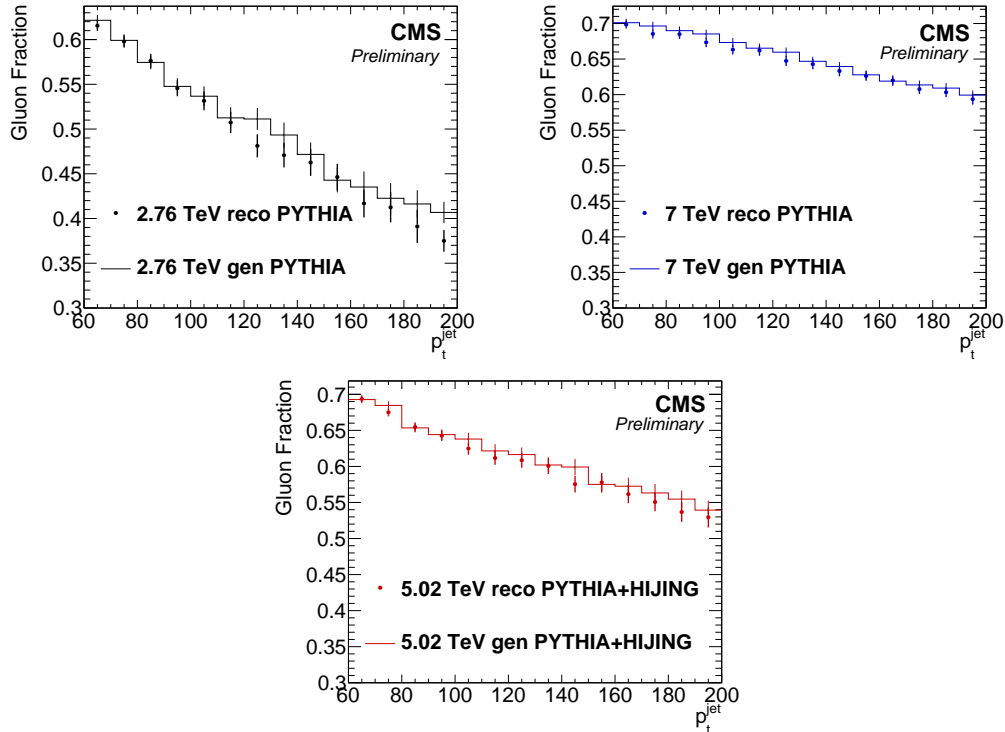 Gluon Fraction
0.6
0.55
0.5
0.45
0.4
0.35
0.3
CMS
Preliminary
2.76 TeV reco PYTHIA
2.76 TeV gen PYTHIA
60 80 100 120 140 160 180 200
p_t^jet
Gluon Fraction
0.7
0.65
0.6
0.55
0.5
0.45
0.4
0.35
0.3
CMS
Preliminary
7 TeV reco PYTHIA
7 TeV gen PYTHIA
60 80 100 120 140 160 180 200
p_t^jet
Gluon Fraction
0.7
0.65
0.6
0.55
0.5
0.45
0.4
0.35
0.3
CMS
Preliminary
5.02 TeV reco PYTHIA+HIJING
5.02 TeV gen PYTHIA+HIJING
60 80 100 120 140 160 180 200
p_t^jet